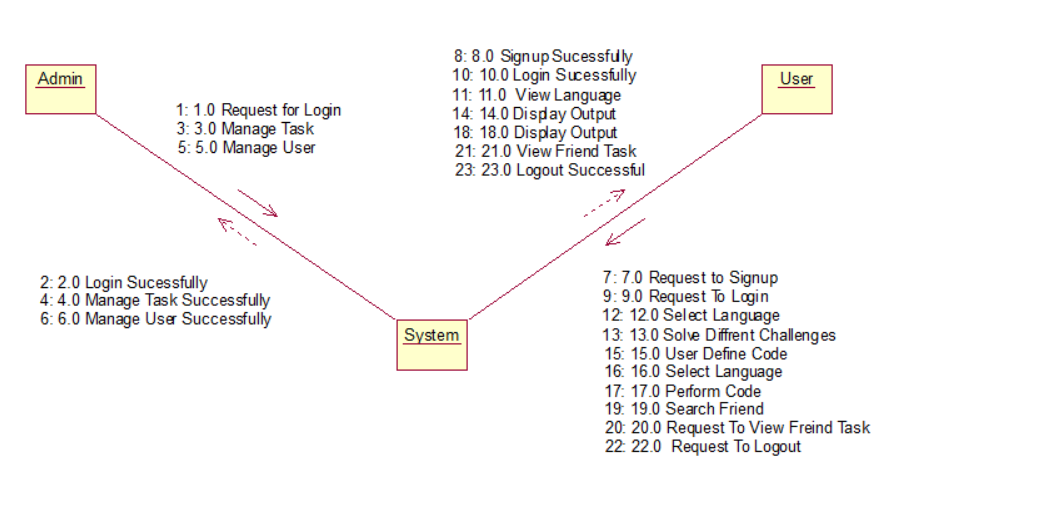 Admin
1: 1.0 Request for Login
3: 3.0 Manage Task
5: 5.0 Manage User
8: 8.0 Signup Sucessfully
10: 10.0 Login Sucessfully
11: 11.0 View Language
14: 14.0 Display Output
18: 18.0 Display Output
21: 21.0 View Friend Task
23: 23.0 Logout Successful
User
2: 2.0 Login Sucessfully
4: 4.0 Manage Task Successfully
6: 6.0 Manage User Successfully
System
7: 7.0 Request to Signup
9: 9.0 Request To Login
12: 12.0 Select Language
13: 13.0 Solve Diffrent Challenges
15: 15.0 User Define Code
16: 16.0 Select Language
17: 17.0 Perform Code
19: 19.0 Search Friend
20: 20.0 Request To View Freind Task
22: 22.0 Request To Logout